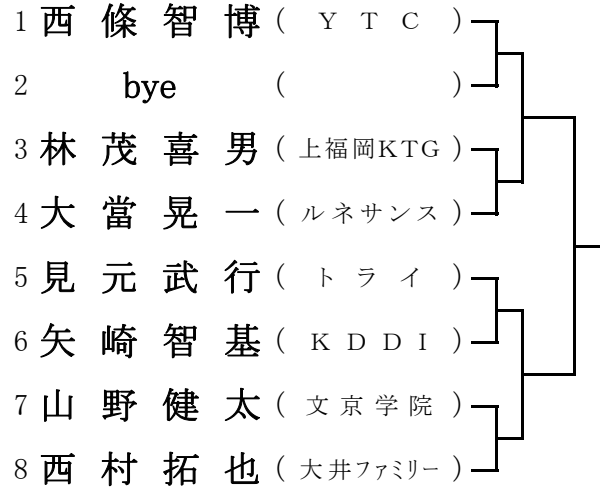 1 西條智博 ( YTC )
2 bye ( )
3 林茂喜男 ( 上福岡KTG )
4 大當晃一 ( ルネサンス )
5 見元武行 ( トライ )
6 矢崎智基 ( KDDI )
7 山野健太 ( 文京学院 )
8 西村拓也 ( 大井ファミリー )